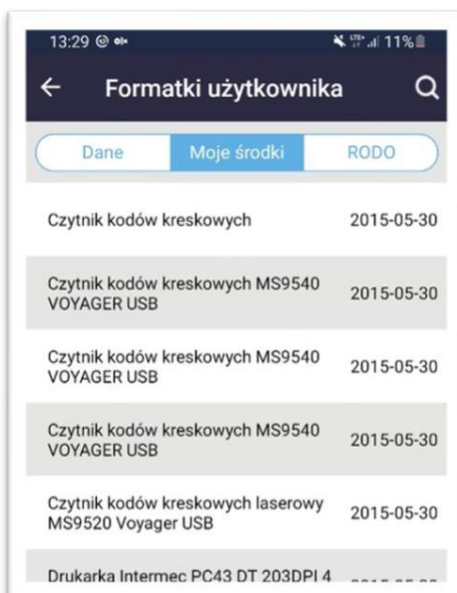 13:29
LTE+ 11%
Formatki użytkownika
Dane Moje środki RODO
Czytnik kodów kreskowych 2015-05-30
Czytnik kodów kreskowych MS9540
VOYAGER USB 2015-05-30
Czytnik kodów kreskowych MS9540
VOYAGER USB 2015-05-30
Czytnik kodów kreskowych MS9540
VOYAGER USB 2015-05-30
Czytnik kodów kreskowych laserowy
MS9520 Voyager USB 2015-05-30
Drukarka Intermec PC43 DT 203DPI 4